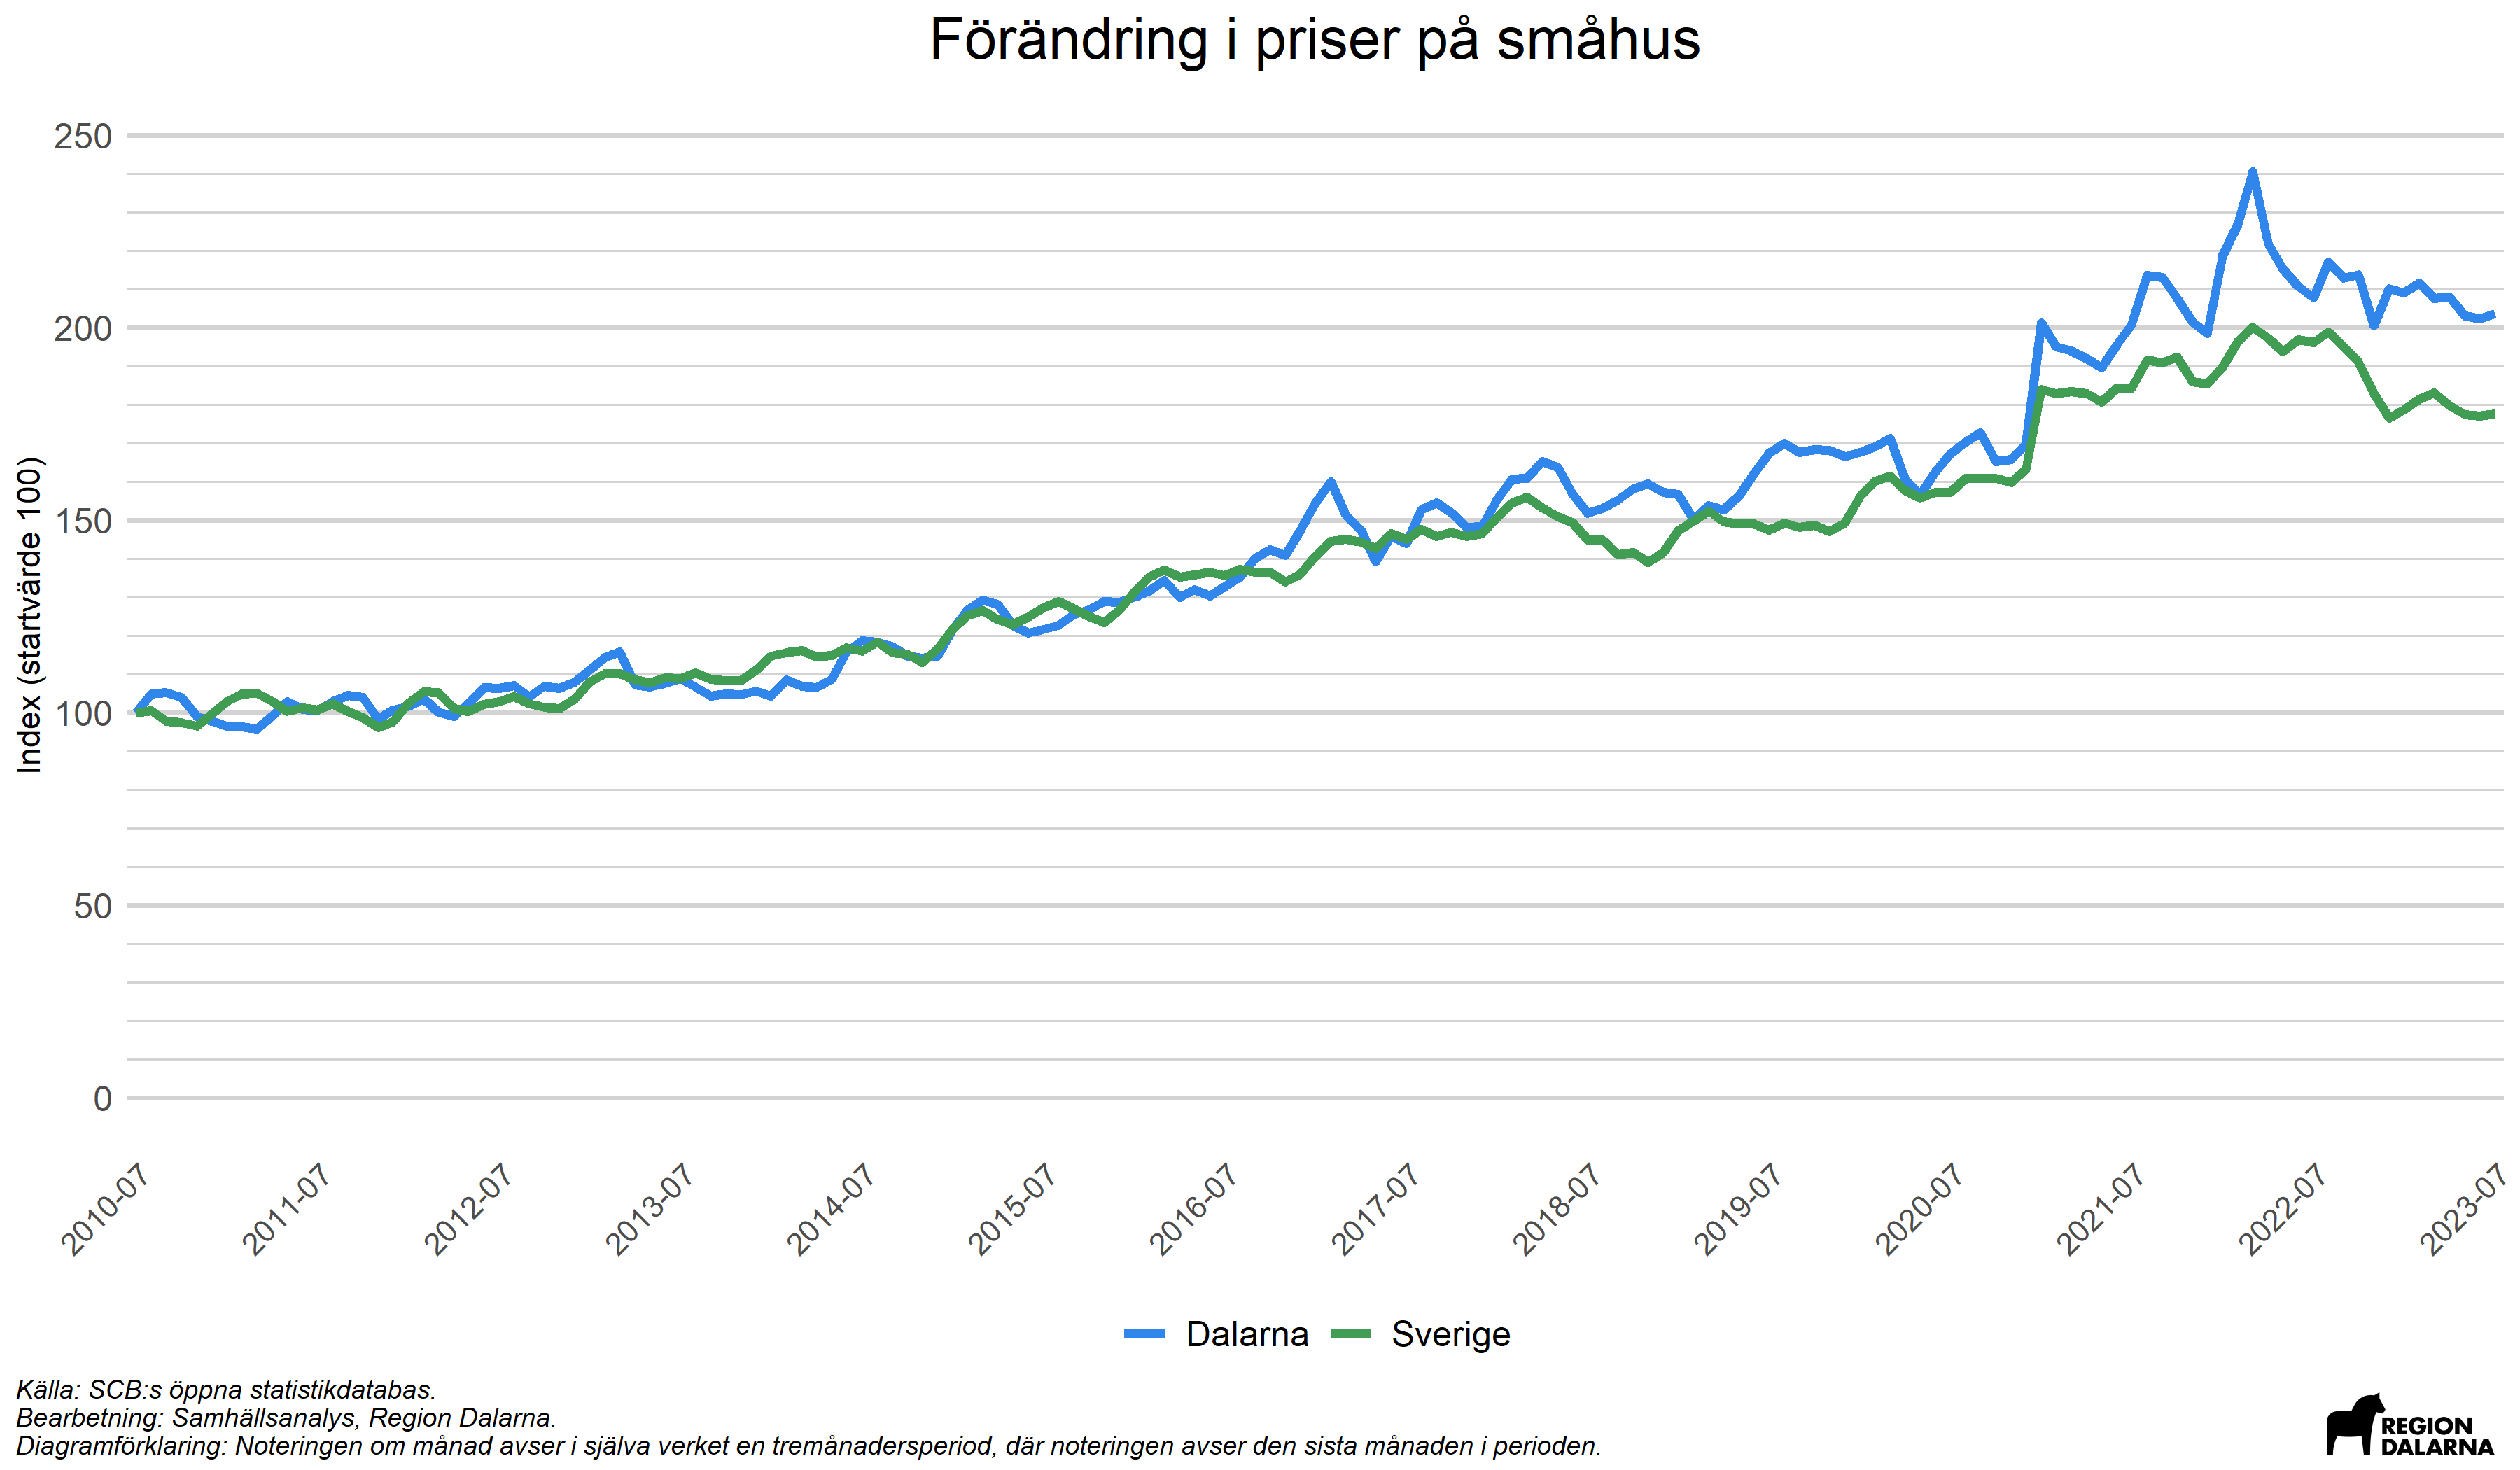 Förändring i priser på småhus
Index (startvärde 100)
250
200
150
100
50
0
2010-07
2011-07
2012-07
2013-07
2014-07
2015-07
2016-07
2017-07
2018-07
2019-07
2020-07
2021-07
2022-07
2023-07
Dalarna Sverige
Källa: SCB:s öppna statistikdatabas.
Bearbetning: Samhällsanalys, Region Dalarna.
Diagramförklaring: Noteringen om månad avser i själva verket en tremånadersperiod, där noteringen avser den sista månaden i perioden.
REGION
DALARNA